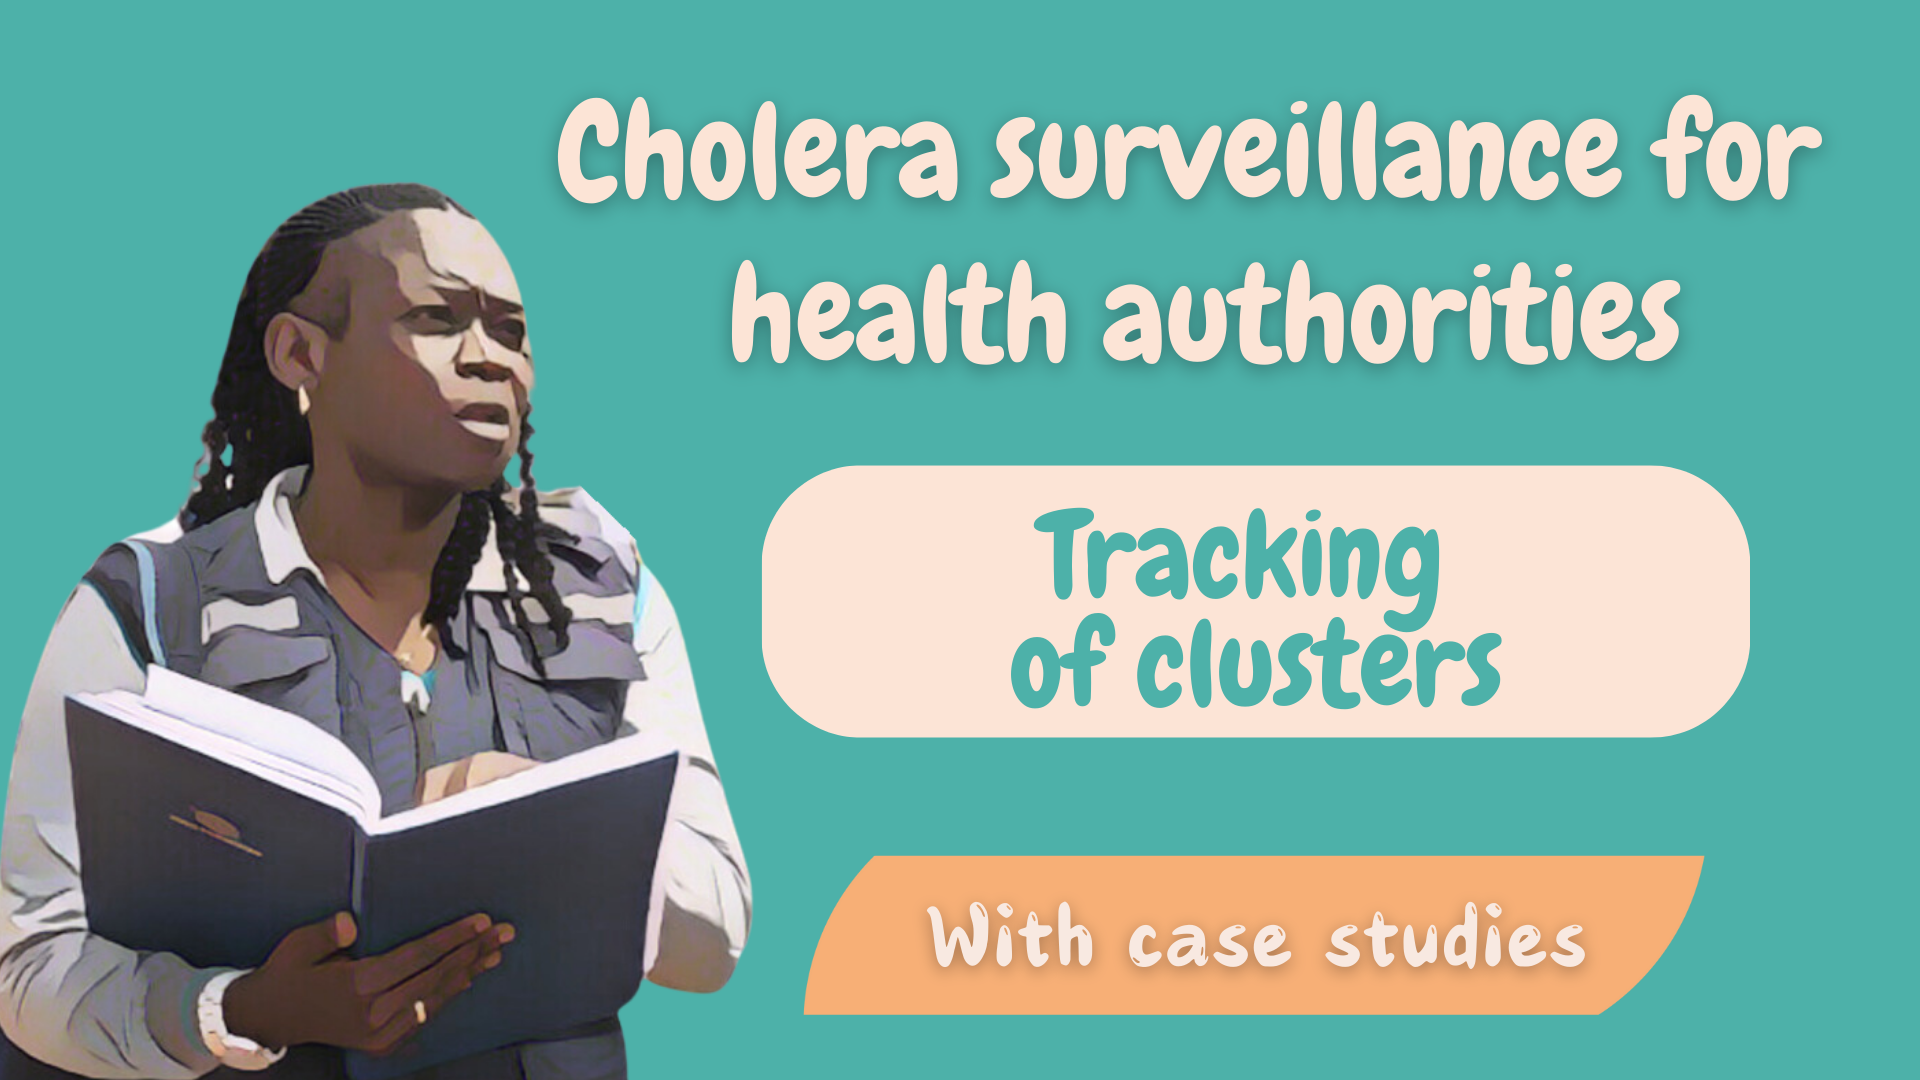 Cholera surveillance for
health authorities
Tracking
of clusters
With case studies